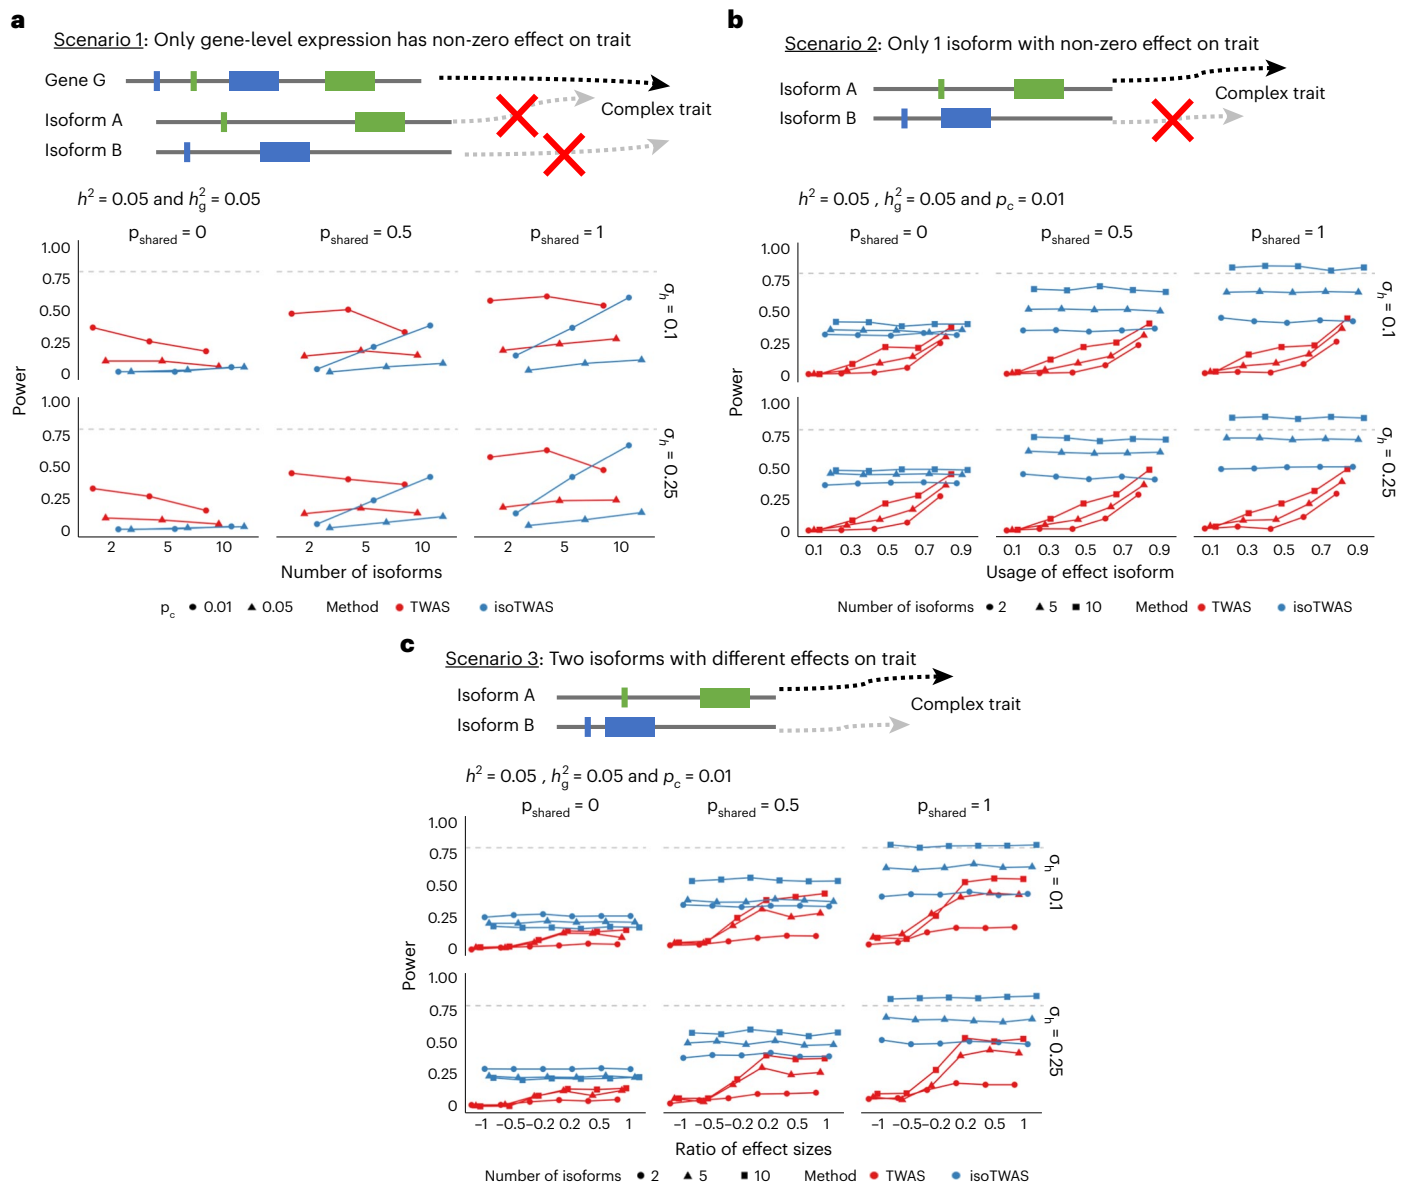 a
Scenario 1: Only gene-level expression has non-zero effect on trait
Gene G
Isoform A
Isoform B
Complex trait
h² = 0.05 and h²g = 0.05
pshared = 0
pshared = 0.5
pshared = 1
1.00
0.75
0.50
0.25
0
σh = 0.1
1.00
0.75
0.50
0.25
0
σh = 0.25
Power
2 5 10
2 5 10
2 5 10
Number of isoforms
pc ● 0.01 ▲ 0.05 Method ● TWAS ● isoTWAS
b
Scenario 2: Only 1 isoform with non-zero effect on trait
Isoform A
Isoform B
Complex trait
h² = 0.05 , h²g = 0.05 and pc = 0.01
pshared = 0
pshared = 0.5
pshared = 1
1.00
0.75
0.50
0.25
0
σh = 0.1
1.00
0.75
0.50
0.25
0
σh = 0.25
Power
0.1 0.3 0.5 0.7 0.9
0.1 0.3 0.5 0.7 0.9
0.1 0.3 0.5 0.7 0.9
Usage of effect isoform
Number of isoforms ● 2 ▲ 5 ■ 10 Method ● TWAS ● isoTWAS
c
Scenario 3: Two isoforms with different effects on trait
Isoform A
Isoform B
Complex trait
h² = 0.05 , h²g = 0.05 and pc = 0.01
pshared = 0
pshared = 0.5
pshared = 1
1.00
0.75
0.50
0.25
0
σh = 0.1
1.00
0.75
0.50
0.25
0
σh = 0.25
Power
−1 −0.5 −0.2 0.2 0.5 1
−1 −0.5 −0.2 0.2 0.5 1
−1 −0.5 −0.2 0.2 0.5 1
Ratio of effect sizes
Number of isoforms ● 2 ▲ 5 ■ 10 Method ● TWAS ● isoTWAS